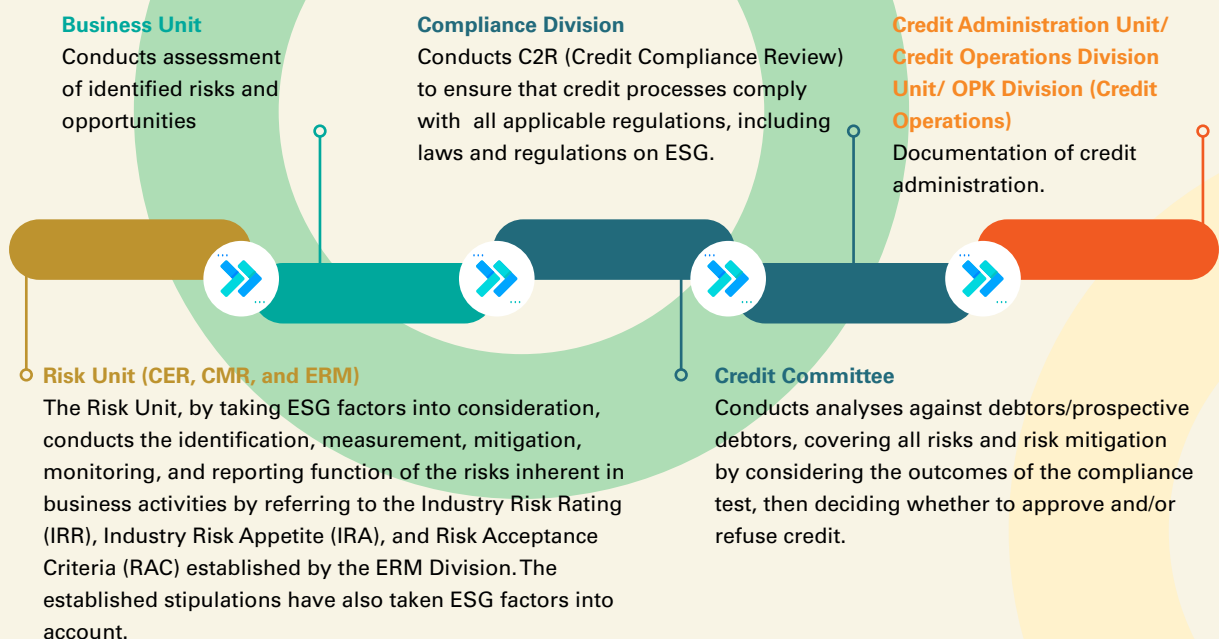 Business Unit
Conducts assessment
of identified risks and
opportunities
Compliance Division
Conducts C2R (Credit Compliance Review)
to ensure that credit processes comply
with all applicable regulations, including
laws and regulations on ESG.
Credit Administration Unit/
Credit Operations Division
Unit/ OPK Division (Credit
Operations)
Documentation of credit
administration.
Risk Unit (CER, CMR, and ERM)
The Risk Unit, by taking ESG factors into consideration,
conducts the identification, measurement, mitigation,
monitoring, and reporting function of the risks inherent in
business activities by referring to the Industry Risk Rating
(IRR), Industry Risk Appetite (IRA), and Risk Acceptance
Criteria (RAC) established by the ERM Division. The
established stipulations have also taken ESG factors into
account.
Credit Committee
Conducts analyses against debtors/prospective
debtors, covering all risks and risk mitigation
by considering the outcomes of the compliance
test, then deciding whether to approve and/or
refuse credit.